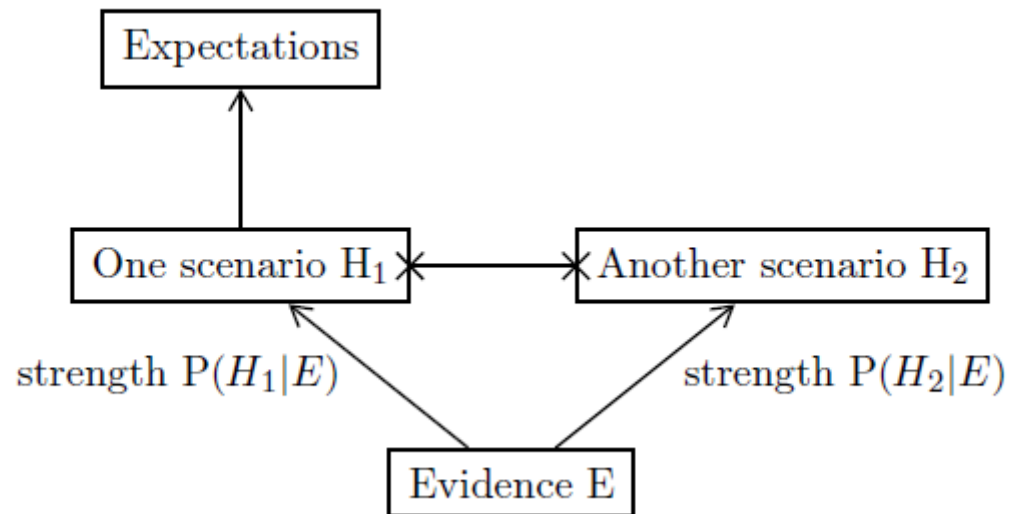 Expectations
One scenario H₁
Another scenario H₂
strength P(H₁|E)
strength P(H₂|E)
Evidence E